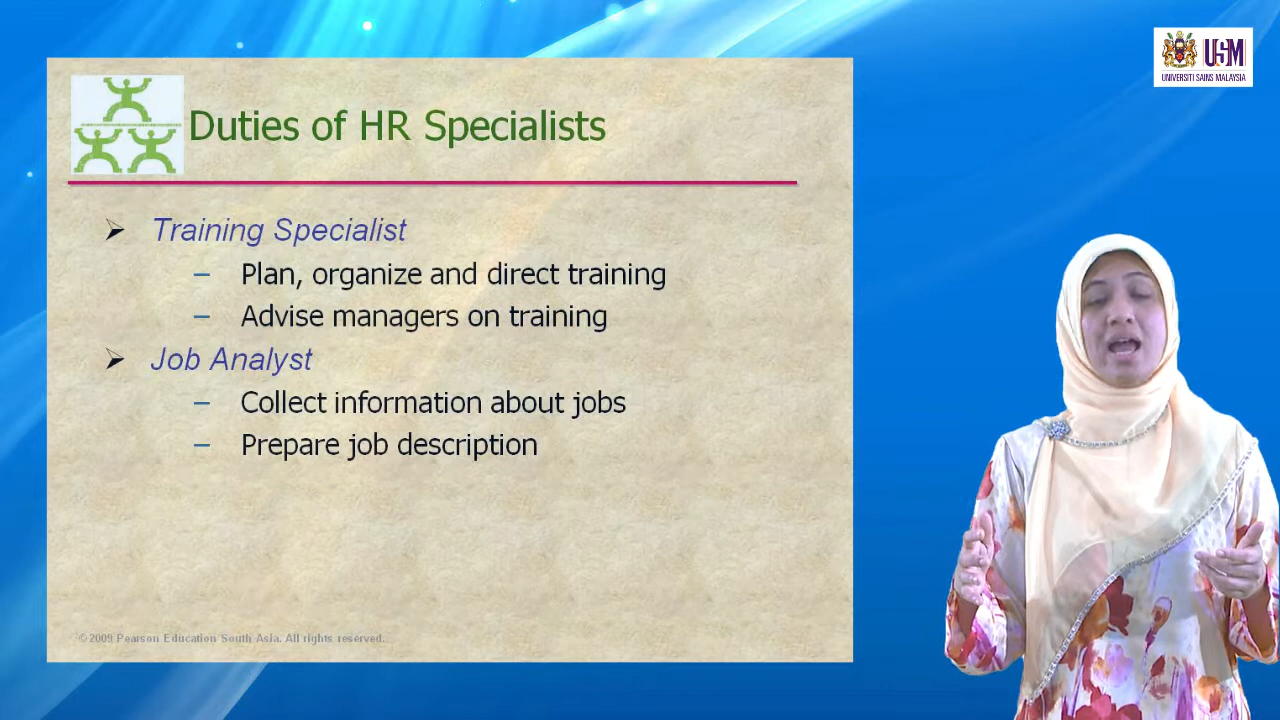 USM
UNIVERSITI SAINS MALAYSIA
Duties of HR Specialists
Training Specialist
– Plan, organize and direct training
– Advise managers on training
Job Analyst
– Collect information about jobs
– Prepare job description
©2009 Pearson Education South Asia. All rights reserved.